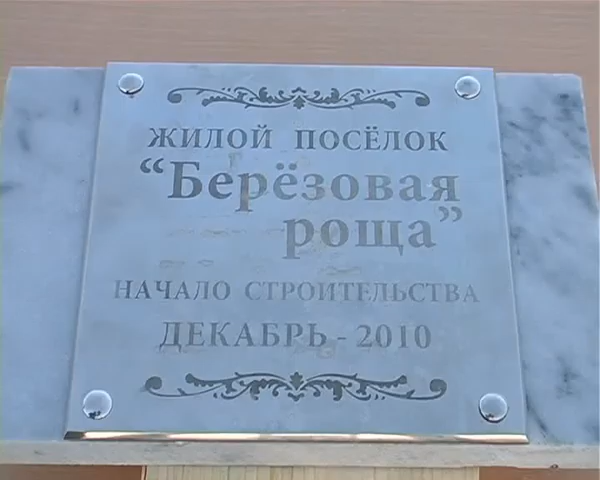 ЖИЛОЙ ПОСЁЛОК
“Берёзовая
роща”
НАЧАЛО СТРОИТЕЛЬСТВА
ДЕКАБРЬ - 2010